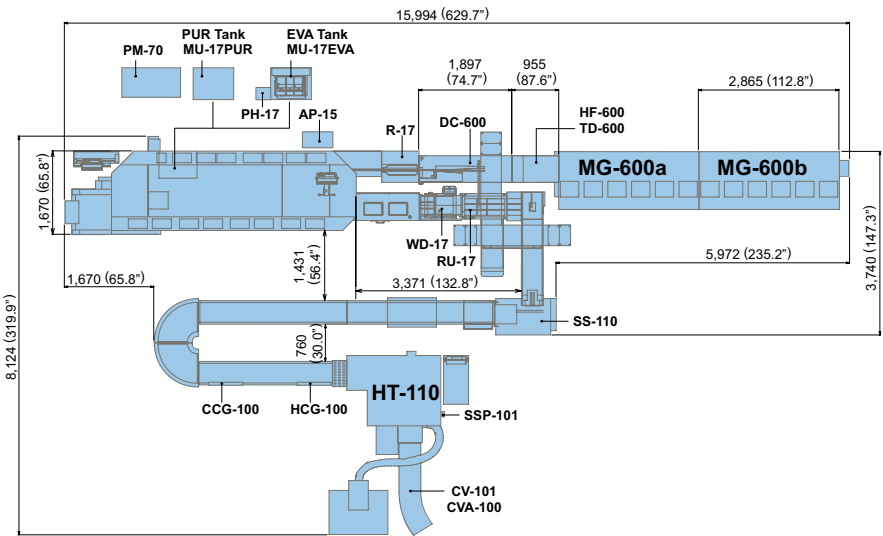 15,994 (629.7")
PUR Tank
MU-17PUR
EVA Tank
MU-17EVA
PM-70
1,897
(74.7")
955
(87.6")
2,865 (112.8")
PH-17
AP-15
R-17
DC-600
HF-600
TD-600
MG-600a
MG-600b
1,670 (65.8")
WD-17
RU-17
1,431
(56.4")
5,972 (235.2")
3,740 (147.3")
1,670 (65.8")
3,371 (132.8")
8,124 (319.9")
SS-110
760
(30.0")
HT-110
CCG-100
HCG-100
SSP-101
CV-101
CVA-100